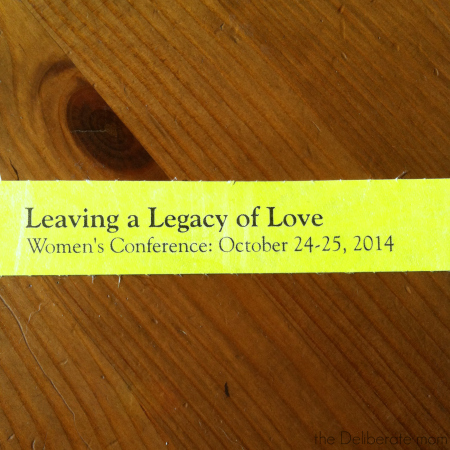 Leaving a Legacy of Love
Women's Conference: October 24-25, 2014
the Deliberate mom